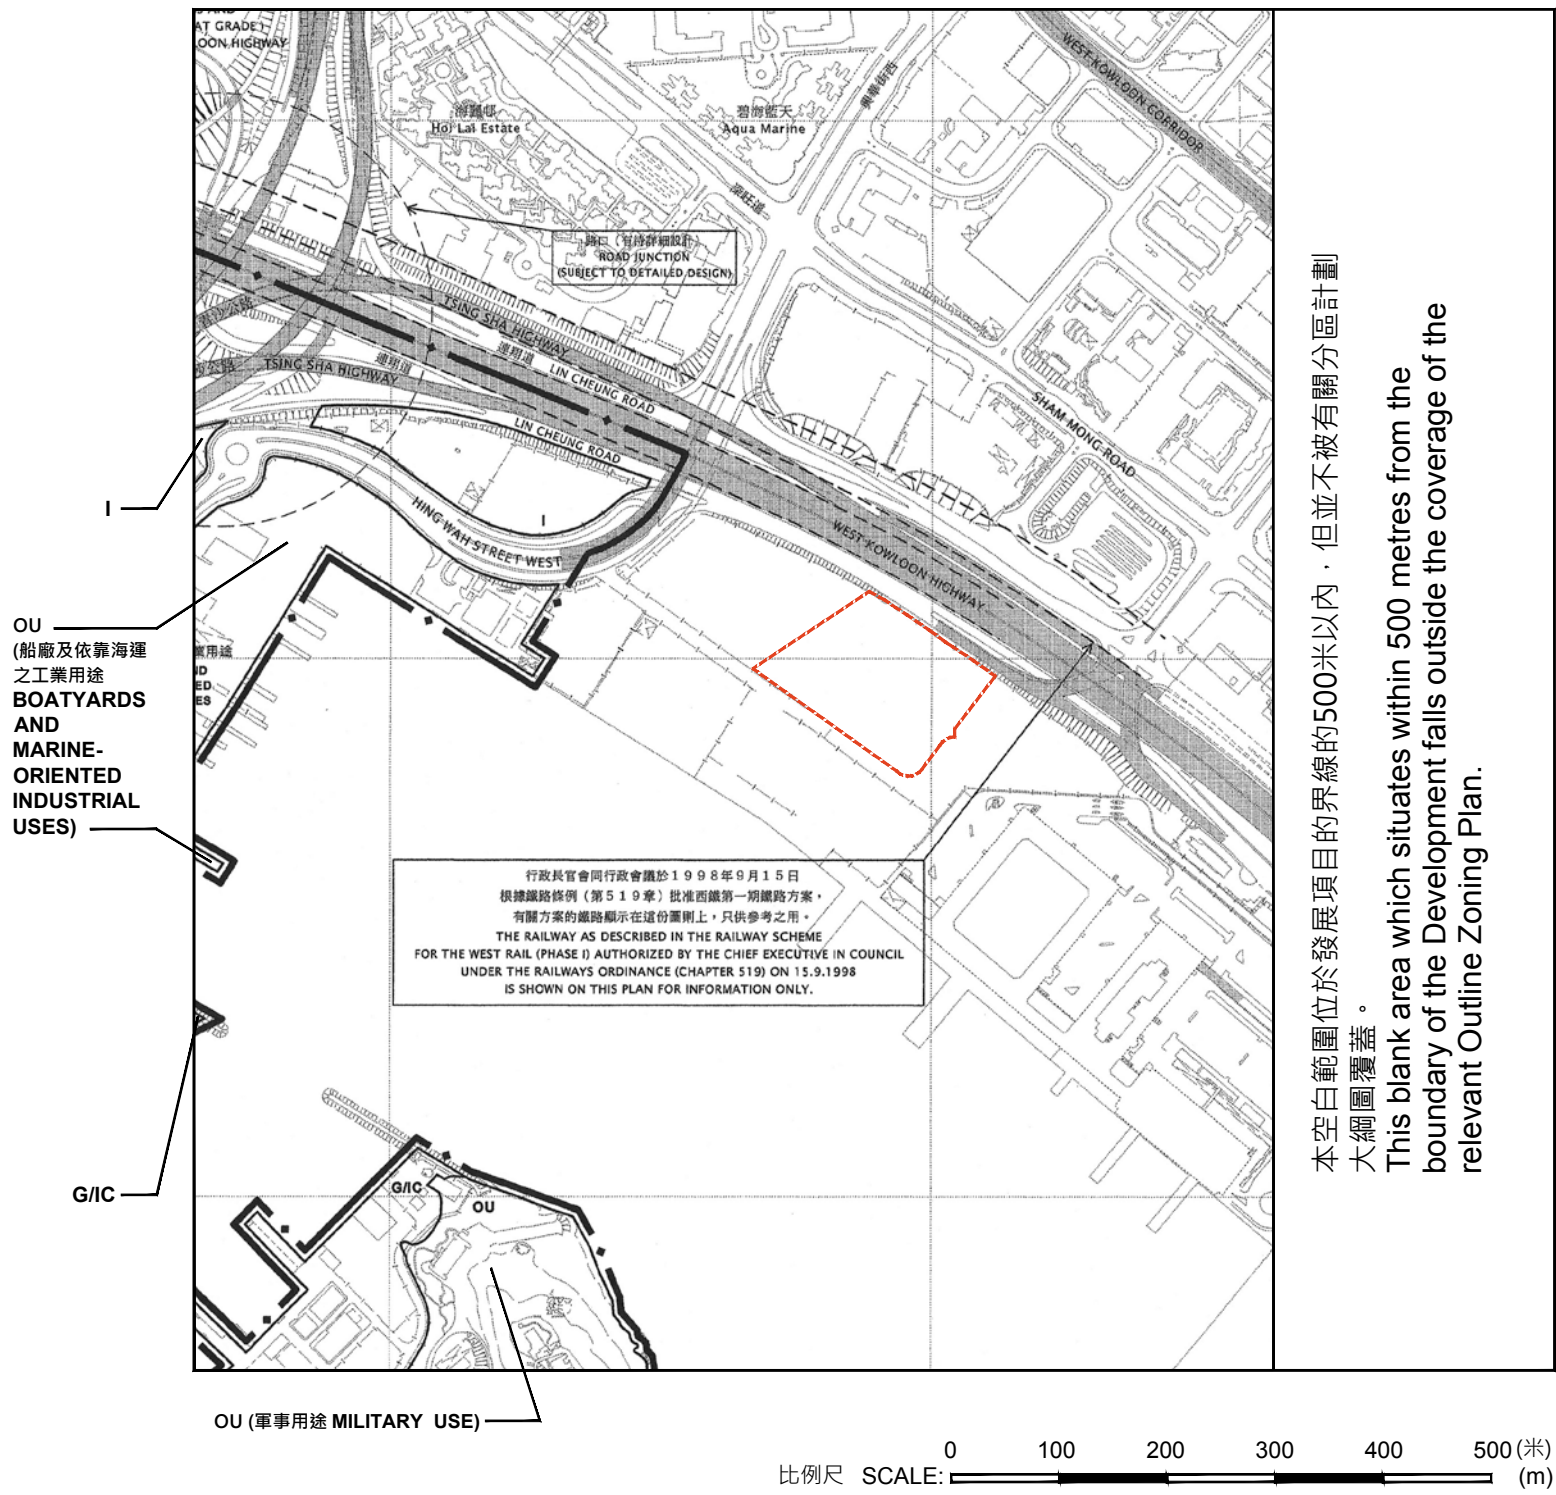 AT GRADE)
LOON HIGHWAY
WEST KOWLOON CORRIDOR
海麗邨
Hoi Lai Estate
碧海藍天
Aqua Marine
興華街西
深旺道
路口（有待詳細設計）
ROAD JUNCTION
(SUBJECT TO DETAILED DESIGN)
TSING SHA HIGHWAY
連翔道
LIN CHEUNG ROAD
連翔道
TSING SHA HIGHWAY
LIN CHEUNG ROAD
SHAM MONG ROAD
I
I
HING WAH STREET WEST
WEST KOWLOON HIGHWAY
OU
(船廠及依靠海運
之工業用途
BOATYARDS
AND
MARINE-
ORIENTED
INDUSTRIAL
USES)
業用途
ND
ED
ES
行政長官會同行政會議於1998年9月15日
根據鐵路條例（第519章）批准西鐵第一期鐵路方案，
有關方案的鐵路顯示在這份圖則上，只供參考之用。
THE RAILWAY AS DESCRIBED IN THE RAILWAY SCHEME
FOR THE WEST RAIL (PHASE I) AUTHORIZED BY THE CHIEF EXECUTIVE IN COUNCIL
UNDER THE RAILWAYS ORDINANCE (CHAPTER 519) ON 15.9.1998
IS SHOWN ON THIS PLAN FOR INFORMATION ONLY.
G/IC
G/IC
OU
OU (軍事用途 MILITARY USE)
本空白範圍位於發展項目的界線的500米以內，但並不被有關分區計劃
大綱圖覆蓋。
This blank area which situates within 500 metres from the
boundary of the Development falls outside the coverage of the
relevant Outline Zoning Plan.
0 100 200 300 400 500 (米)
比例尺 SCALE: (m)